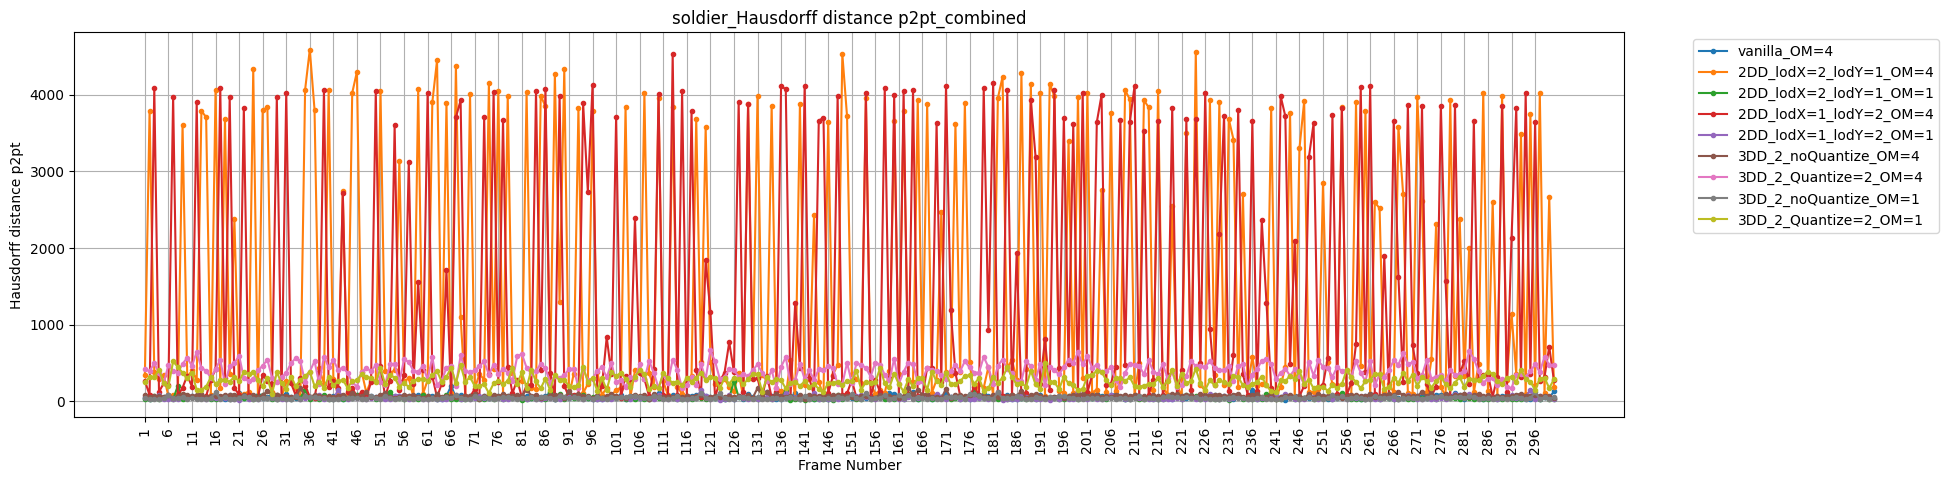 soldier_Hausdorff distance p2pt_combined
Hausdorff distance p2pt
4000
3000
2000
1000
0
1 6 11 16 21 26 31 36 41 46 51 56 61 66 71 76 81 86 91 96 101 106 111 116 121 126 131 136 141 146 151 156 161 166 171 176 181 186 191 196 201 206 211 216 221 226 231 236 241 246 251 256 261 266 271 276 281 286 291 296
Frame Number
vanilla_OM=4
2DD_lodX=2_lodY=1_OM=4
2DD_lodX=2_lodY=1_OM=1
2DD_lodX=1_lodY=2_OM=4
2DD_lodX=1_lodY=2_OM=1
3DD_2_noQuantize_OM=4
3DD_2_Quantize=2_OM=4
3DD_2_noQuantize_OM=1
3DD_2_Quantize=2_OM=1